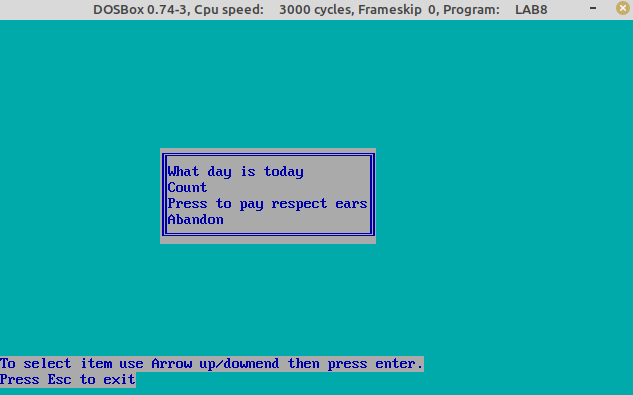 DOSBox 0.74-3, Cpu speed: 3000 cycles, Frameskip 0, Program: LAB8
What day is today
Count
Press to pay respect ears
Abandon
To select item use Arrow up/downend then press enter.
Press Esc to exit